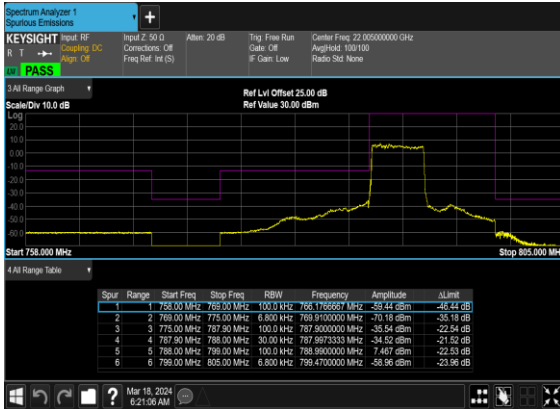 Spectrum Analyzer 1
Spurious Emissions
+
KEYSIGHT Input: RF Input Z: 50 Ω Atten: 20 dB Trig: Free Run Center Freq: 22.005000000 GHz
R T Coupling: DC Corrections: Off Gate: Off Avg|Hold: 100/100
Align: Off Freq Ref: Int (S) IF Gain: Low Radio Std: None
PASS
3 All Range Graph
Ref Lvl Offset 25.00 dB
Scale/Div 10.0 dB Ref Value 30.00 dBm
Log
20.0
10.0
0.00
-10.0
-20.0
-30.0
-40.0
-50.0
-60.0
Start 758.000 MHz Stop 805.000 MH
4 All Range Table
Spur Range Start Freq Stop Freq RBW Frequency Amplitude ΔLimit
1 1 758.00 MHz 769.00 MHz 100.0 kHz 766.1766667 MHz -59.44 dBm -46.44 dB
2 2 769.00 MHz 775.00 MHz 6.800 kHz 769.9100000 MHz -70.18 dBm -35.18 dB
3 3 775.00 MHz 787.90 MHz 100.0 kHz 787.9000000 MHz -35.54 dBm -22.54 dB
4 4 787.90 MHz 788.00 MHz 30.00 kHz 787.9973333 MHz -34.52 dBm -21.52 dB
5 5 788.00 MHz 799.00 MHz 100.0 kHz 788.9900000 MHz 7.467 dBm -22.53 dB
6 6 799.00 MHz 805.00 MHz 6.800 kHz 799.4700000 MHz -58.96 dBm -23.96 dB
? Mar 18, 2024
6:21:06 AM